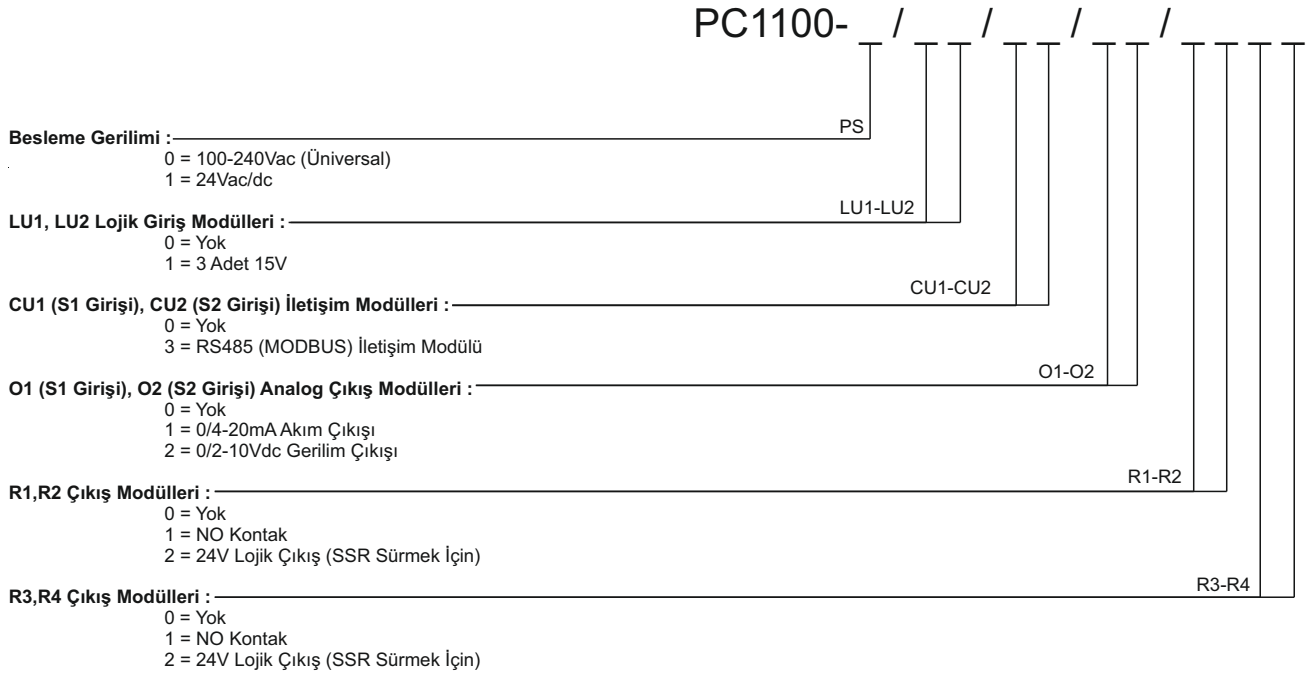 PC1100- _ / _ _ / _ _ / _ _ / _ _ _ _
PS
Besleme Gerilimi :
0 = 100-240Vac (Üniversal)
1 = 24Vac/dc
LU1-LU2
LU1, LU2 Lojik Giriş Modülleri :
0 = Yok
1 = 3 Adet 15V
CU1-CU2
CU1 (S1 Girişi), CU2 (S2 Girişi) İletişim Modülleri :
0 = Yok
3 = RS485 (MODBUS) İletişim Modülü
O1-O2
O1 (S1 Girişi), O2 (S2 Girişi) Analog Çıkış Modülleri :
0 = Yok
1 = 0/4-20mA Akım Çıkışı
2 = 0/2-10Vdc Gerilim Çıkışı
R1-R2
R1,R2 Çıkış Modülleri :
0 = Yok
1 = NO Kontak
2 = 24V Lojik Çıkış (SSR Sürmek İçin)
R3-R4
R3,R4 Çıkış Modülleri :
0 = Yok
1 = NO Kontak
2 = 24V Lojik Çıkış (SSR Sürmek İçin)